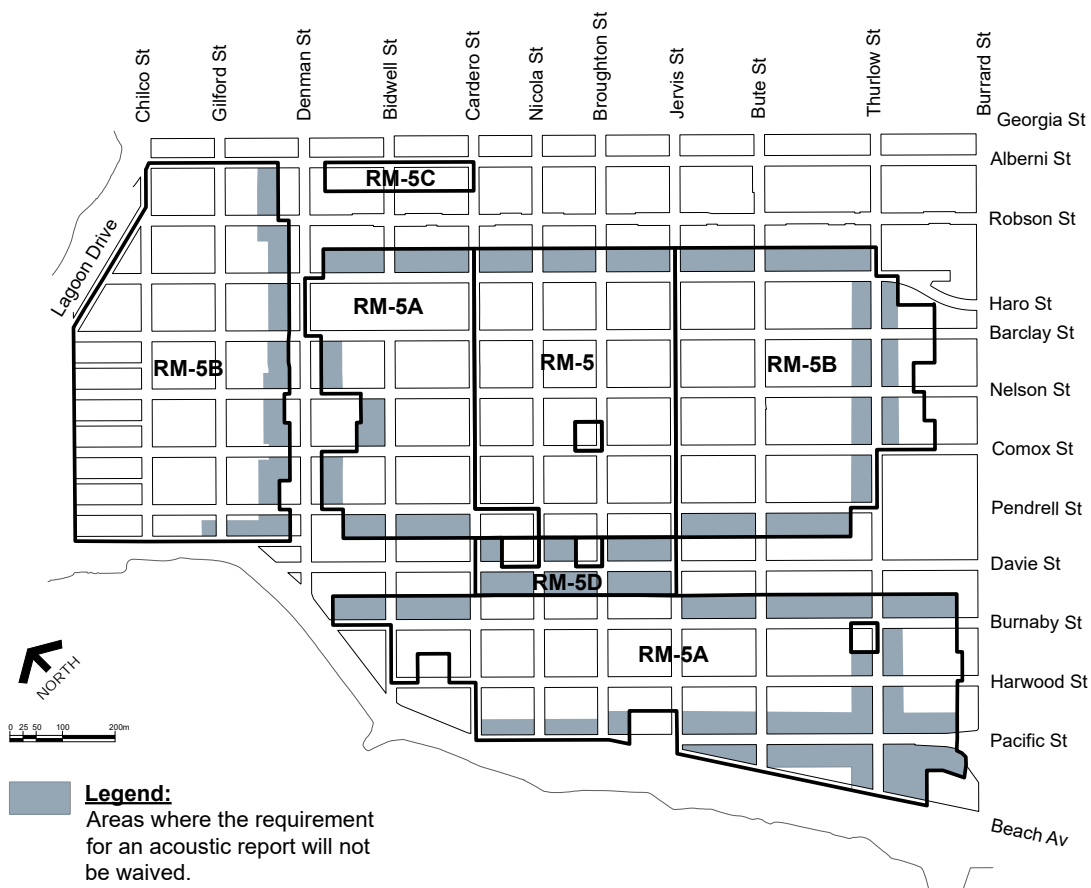 Chilco St
Gilford St
Denman St
Bidwell St
Cardero St
Nicola St
Broughton St
Jervis St
Bute St
Thurlow St
Burrard St
Georgia St
Alberni St
Robson St
Haro St
Barclay St
Nelson St
Comox St
Pendrell St
Davie St
Burnaby St
Harwood St
Pacific St
Beach Av
Lagoon Drive
RM-5C
RM-5A
RM-5B
RM-5
RM-5B
RM-5D
RM-5A
NORTH
0 25 50 100 200m
Legend:
Areas where the requirement
for an acoustic report will not
be waived.